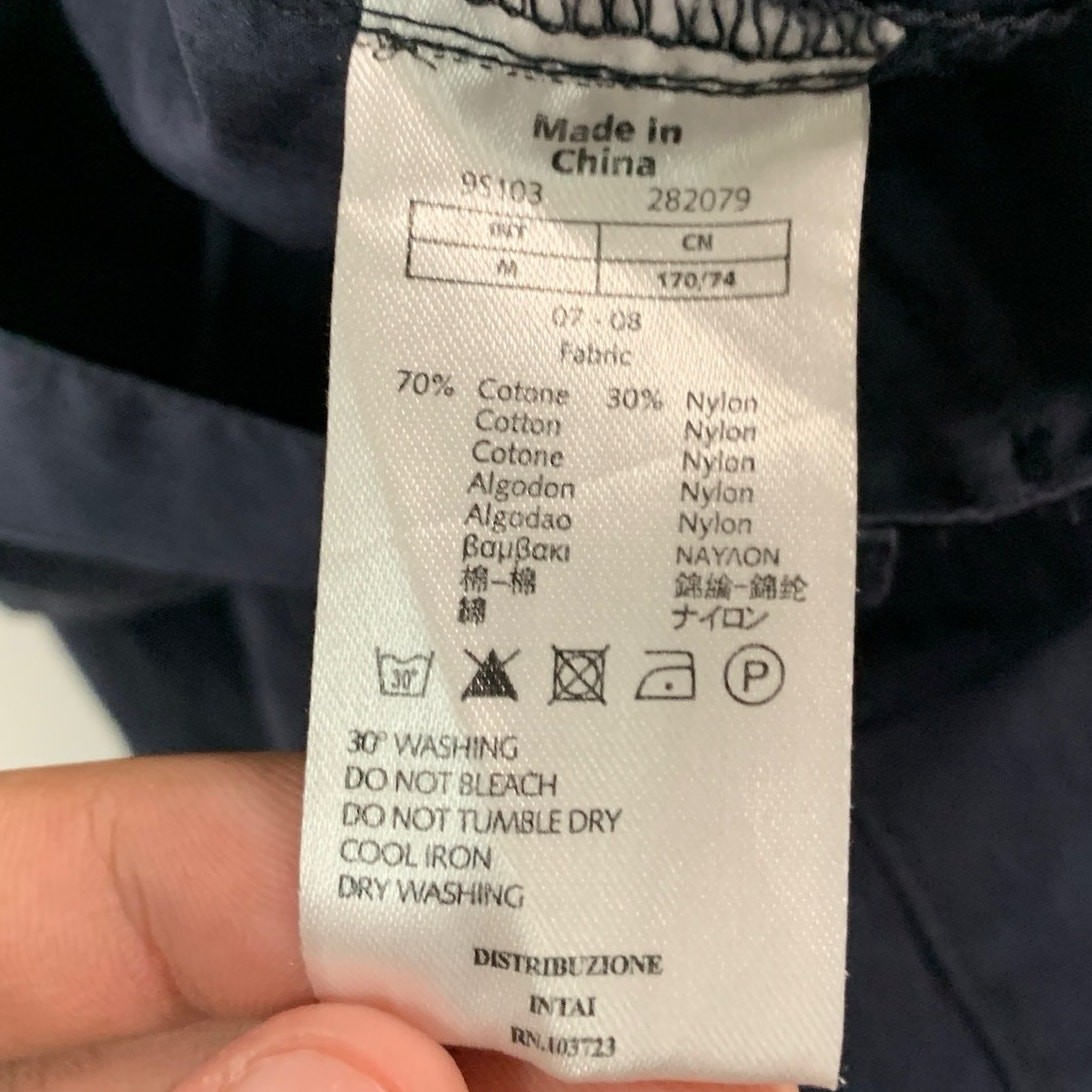 Made in
China
9S103 282079
INT CN
M 170/74
07 - 08
Fabric
70% Cotone 30% Nylon
Cotton Nylon
Cotone Nylon
Algodon Nylon
Algodao Nylon
βαμβακι ΝΑΥΛΟΝ
棉-棉 錦綸-錦纶
綿 ナイロン
30° P
30° WASHING
DO NOT BLEACH
DO NOT TUMBLE DRY
COOL IRON
DRY WASHING
DISTRIBUZIONE
INTAI
RN.103723